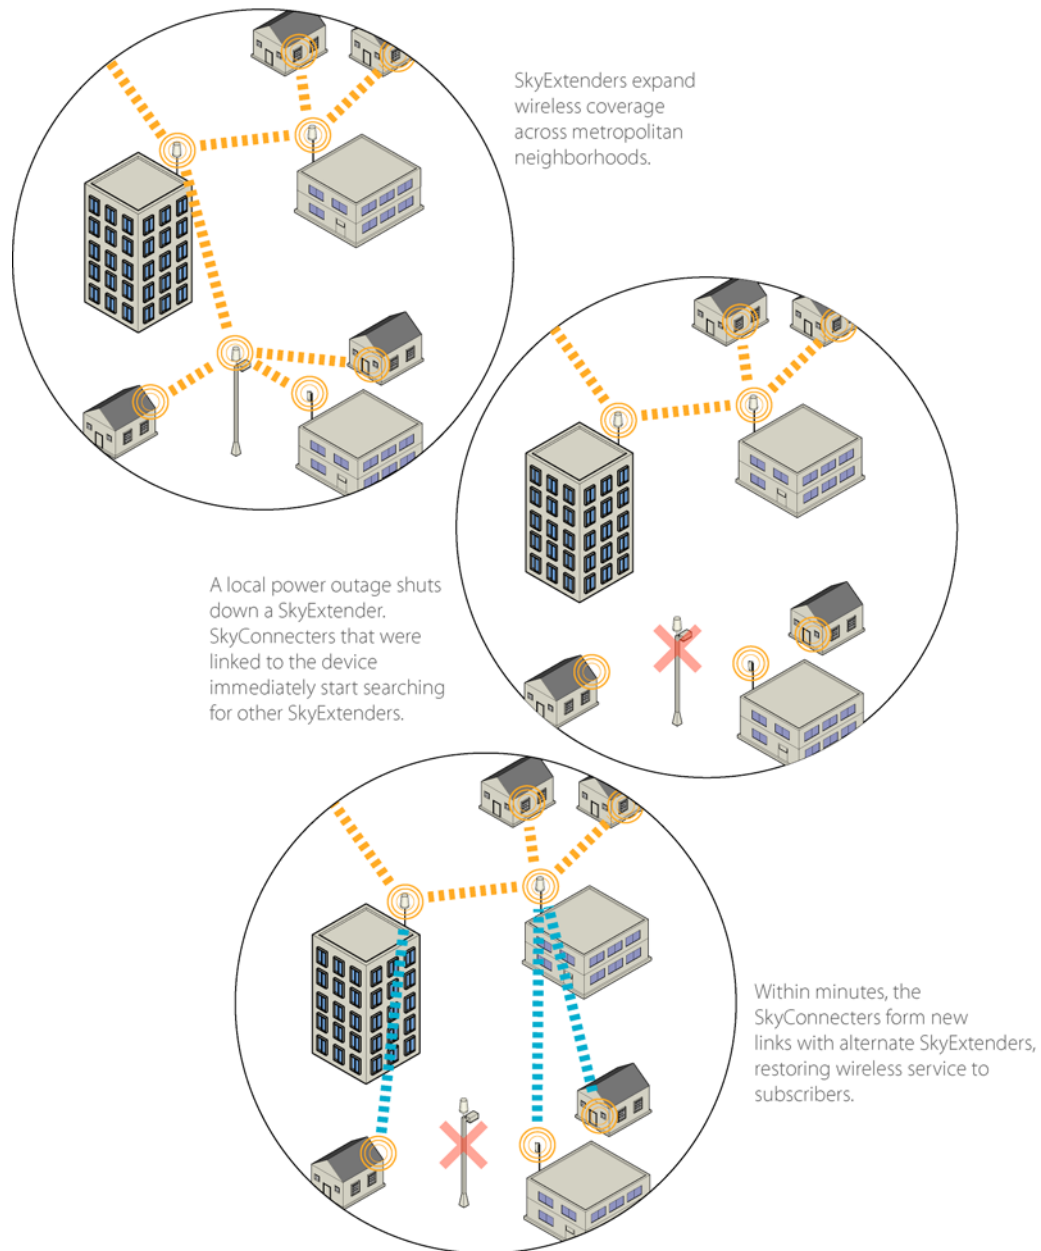 SkyExtenders expand
wireless coverage
across metropolitan
neighborhoods.
A local power outage shuts
down a SkyExtender.
SkyConnecters that were
linked to the device
immediately start searching
for other SkyExtenders.
Within minutes, the
SkyConnecters form new
links with alternate SkyExtenders,
restoring wireless service to
subscribers.